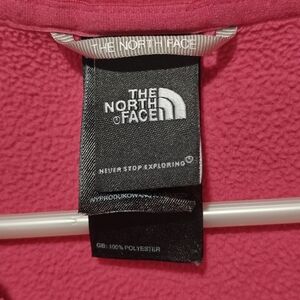 THE NORTH FACE
THE
NORTH
FACE
NEVER STOP EXPLORING
GB: 100% POLYESTER